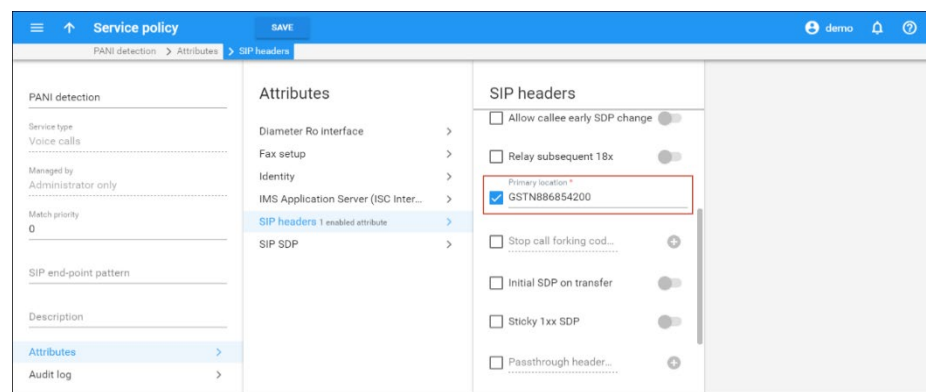 Service policy
SAVE
demo
PANI detection > Attributes > SIP headers
PANI detection
Service type
Voice calls
Managed by
Administrator only
Match priority
0
SIP end-point pattern
Description
Attributes
Audit log
Attributes
Diameter Ro interface
Fax setup
Identity
IMS Application Server (ISC Inter...
SIP headers 1 enabled attribute
SIP SDP
SIP headers
Allow callee early SDP change
Relay subsequent 18x
Primary location *
GSTN886854200
Stop call forking cod...
Initial SDP on transfer
Sticky 1xx SDP
Passthrough header...